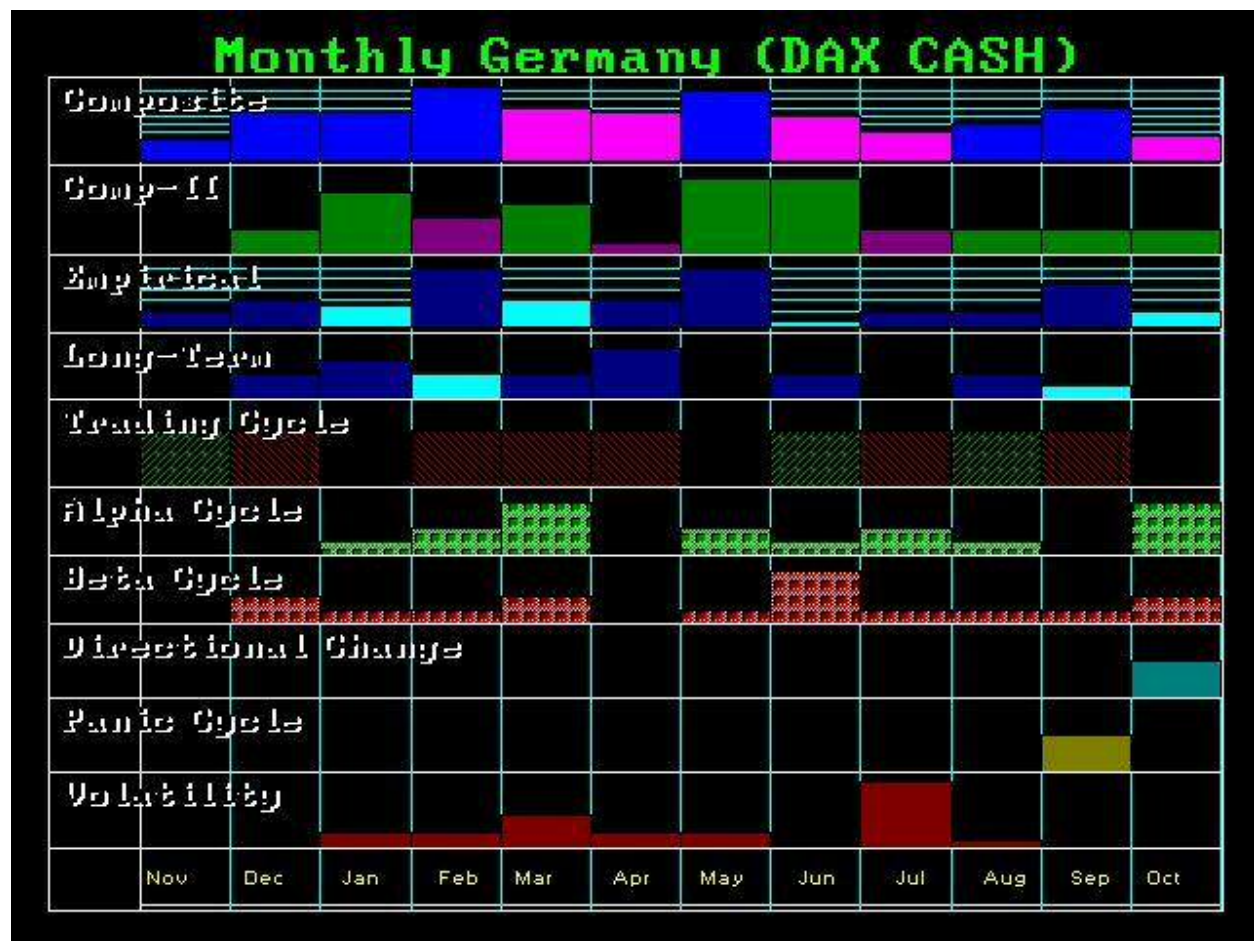 Monthly Germany (DAX CASH)
Composite
Comp-II
Empirical
Long-Term
Trading Cycle
Alpha Cycle
Beta Cycle
Directional Change
Panic Cycle
Volatility
Nov Dec Jan Feb Mar Apr May Jun Jul Aug Sep Oct